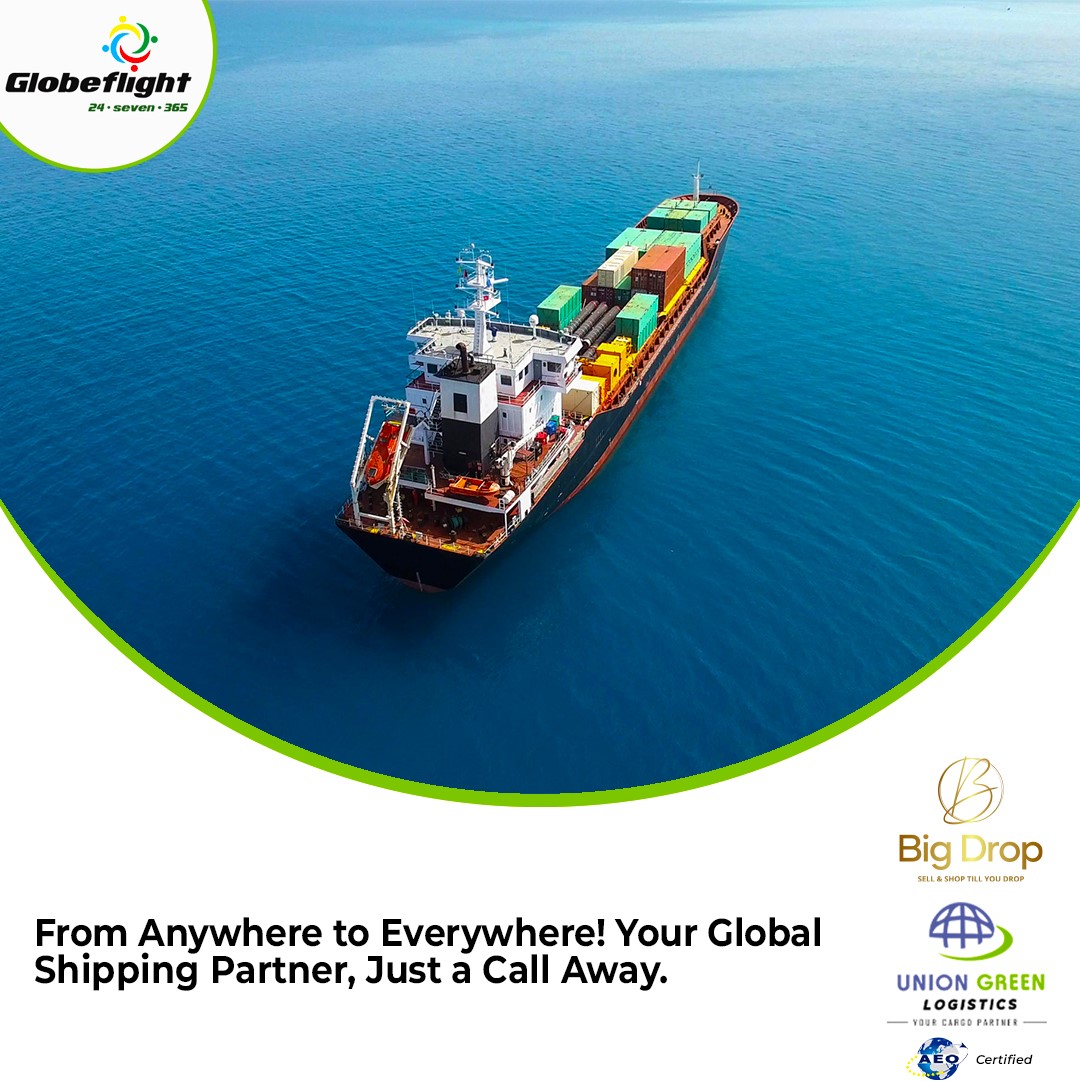 Globeflight
24 · seven · 365
B
Big Drop
SELL & SHOP TILL YOU DROP
From Anywhere to Everywhere! Your Global
Shipping Partner, Just a Call Away.
UNION GREEN
LOGISTICS
YOUR CARGO PARTNER
AEO Certified